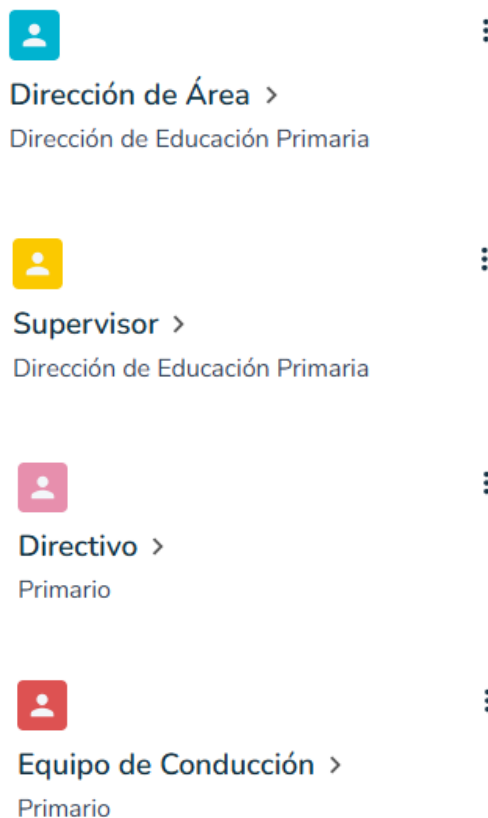 Dirección de Área >
Dirección de Educación Primaria
Supervisor >
Dirección de Educación Primaria
Directivo >
Primario
Equipo de Conducción >
Primario